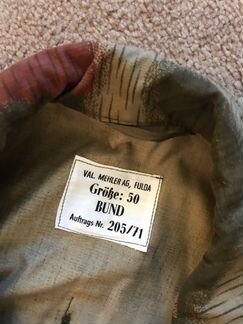 VAL. MEHLER AG, FULDA
Größe: 50
BUND
Auftrags Nr. 205/71